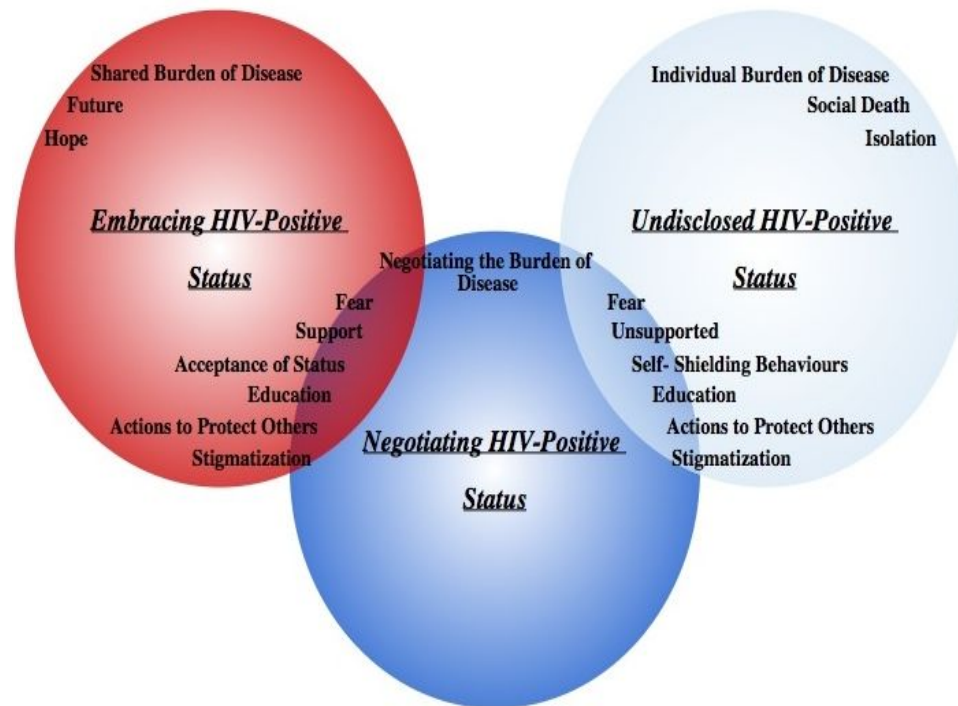 Shared Burden of Disease
Future
Hope
Embracing HIV-Positive
Status
Fear
Support
Acceptance of Status
Education
Actions to Protect Others
Stigmatization
Negotiating the Burden of
Disease
Negotiating HIV-Positive
Status
Individual Burden of Disease
Social Death
Isolation
Undisclosed HIV-Positive
Status
Fear
Unsupported
Self- Shielding Behaviours
Education
Actions to Protect Others
Stigmatization